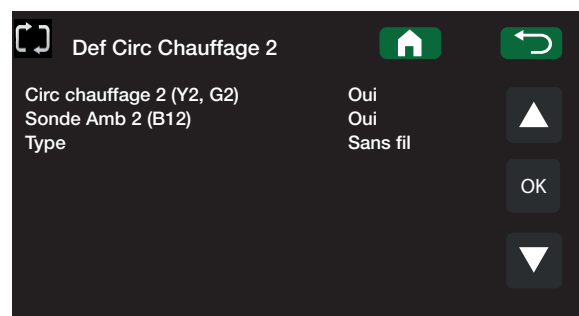 Def Circ Chauffage 2
Circ chauffage 2 (Y2, G2) Oui
Sonde Amb 2 (B12) Oui
Type Sans fil
OK